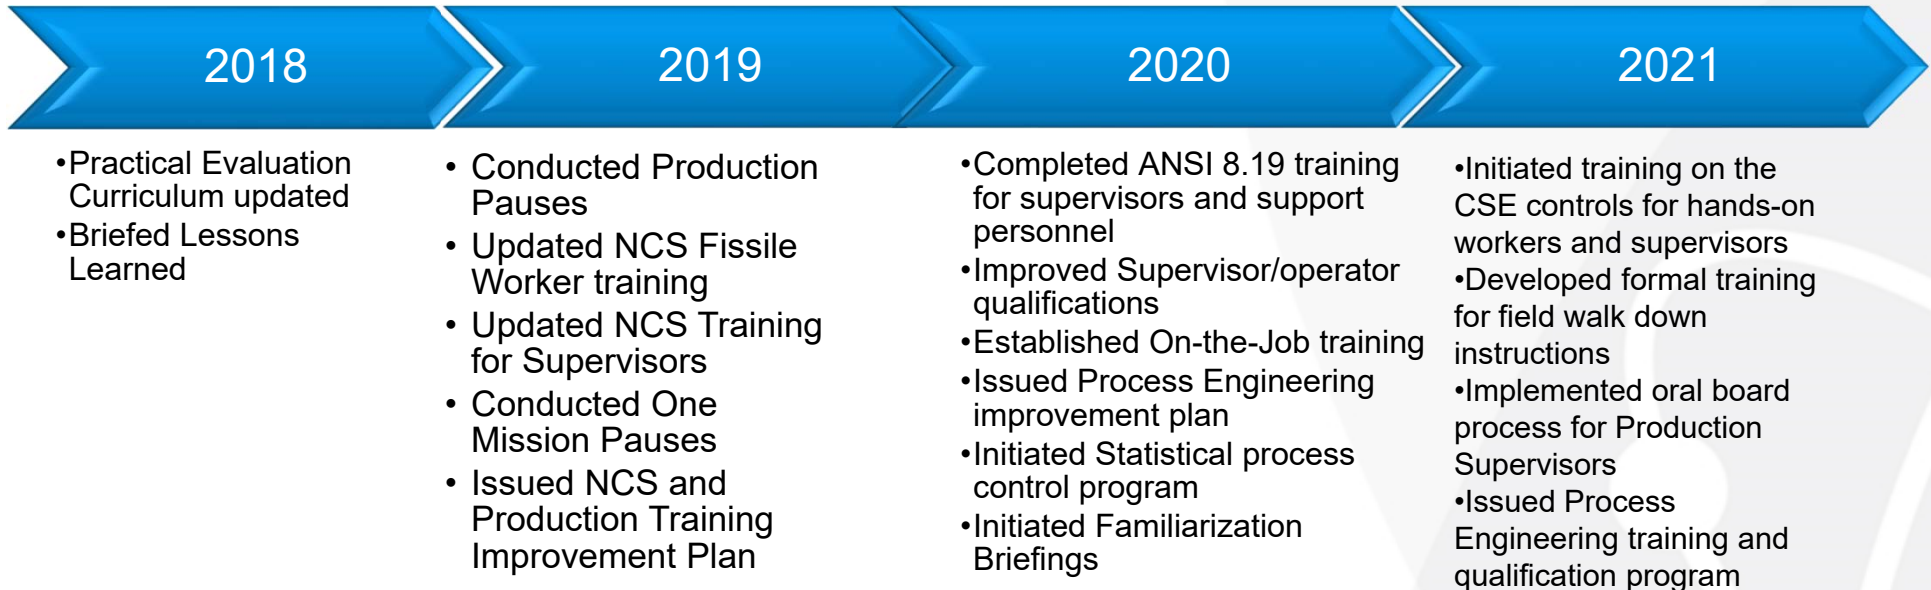 2018
2019
2020
2021
•Practical Evaluation
Curriculum updated
•Briefed Lessons
Learned
• Conducted Production
Pauses
• Updated NCS Fissile
Worker training
• Updated NCS Training
for Supervisors
• Conducted One
Mission Pauses
• Issued NCS and
Production Training
Improvement Plan
•Completed ANSI 8.19 training
for supervisors and support
personnel
•Improved Supervisor/operator
qualifications
•Established On-the-Job training
•Issued Process Engineering
improvement plan
•Initiated Statistical process
control program
•Initiated Familiarization
Briefings
•Initiated training on the
CSE controls for hands-on
workers and supervisors
•Developed formal training
for field walk down
instructions
•Implemented oral board
process for Production
Supervisors
•Issued Process
Engineering training and
qualification program